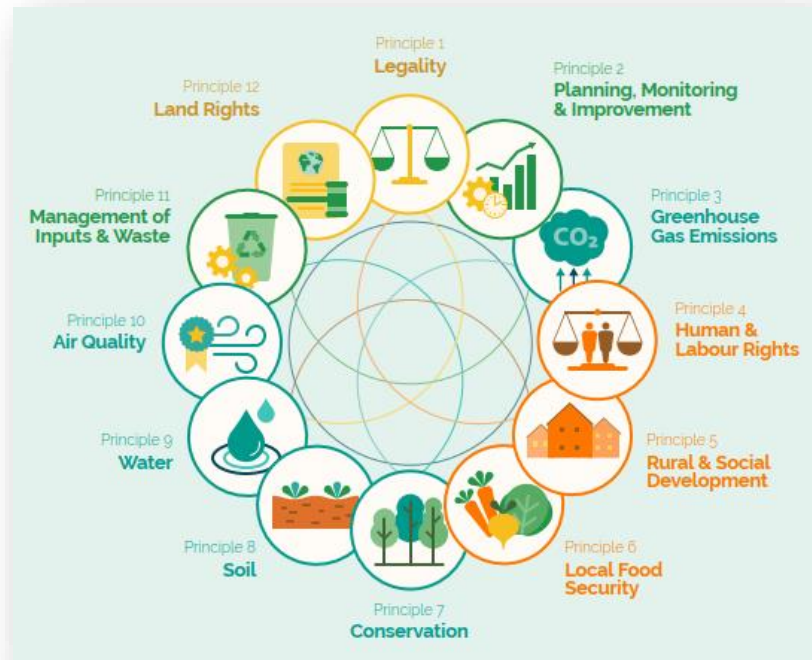 Principle 1
Legality
Principle 2
Planning, Monitoring
& Improvement
Principle 3
Greenhouse
Gas Emissions
CO₂
Principle 4
Human &
Labour Rights
Principle 5
Rural & Social
Development
Principle 6
Local Food
Security
Principle 7
Conservation
Principle 8
Soil
Principle 9
Water
Principle 10
Air Quality
Principle 11
Management of
Inputs & Waste
Principle 12
Land Rights